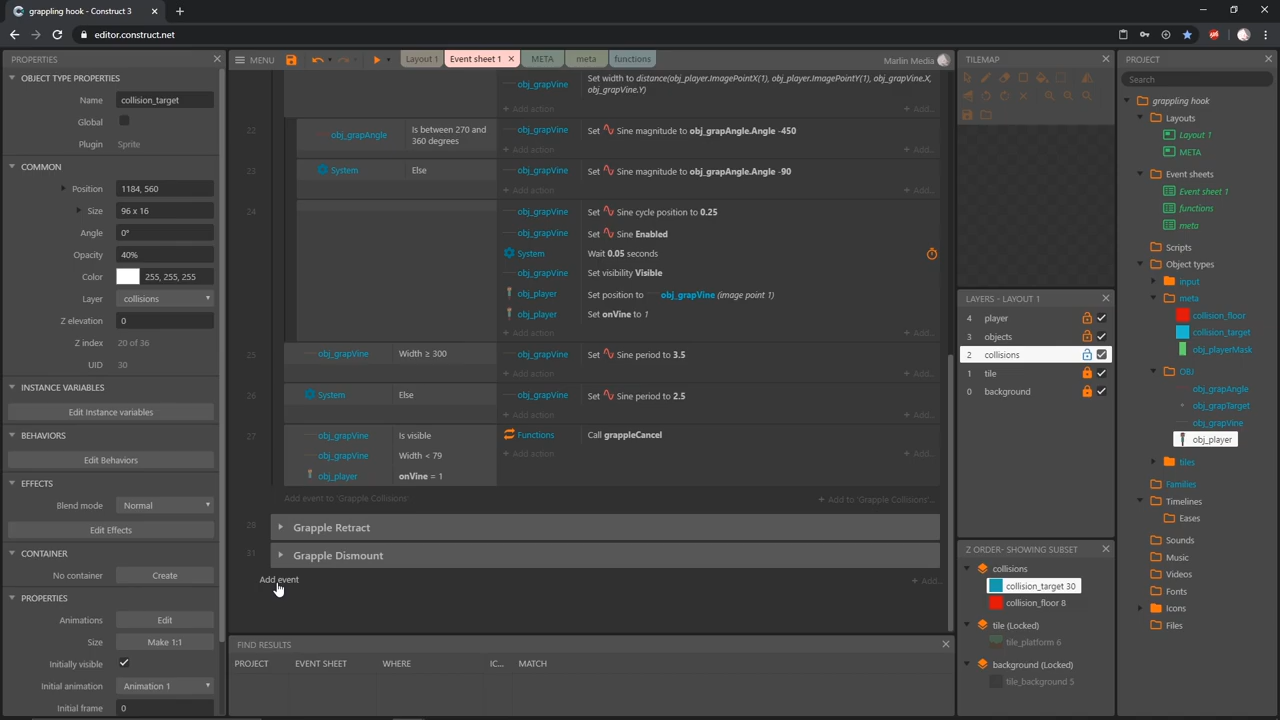 grappling hook - Construct 3
editor.construct.net
PROPERTIES
OBJECT TYPE PROPERTIES
Name collision_target
Global
Plugin Sprite
COMMON
Position 1184, 560
Size 96 x 16
Angle 0°
Opacity 40%
Color 255, 255, 255
Layer collisions
Z elevation 0
Z index 20 of 36
UID 30
INSTANCE VARIABLES
Edit Instance variables
BEHAVIORS
Edit Behaviors
EFFECTS
Blend mode Normal
Edit Effects
CONTAINER
No container Create
PROPERTIES
Animations Edit
Size Make 1:1
Initially visible
Initial animation Animation 1
Initial frame 0
MENU
Layout 1 Event sheet 1 META meta functions
Marlin Media
obj_grapVine Set width to distance(obj_player.ImagePointX(1), obj_player.ImagePointY(1), obj_grapVine.X,
obj_grapVine.Y)
+ Add action + Add...
22 obj_grapAngle Is between 270 and
360 degrees
obj_grapVine Set Sine magnitude to obj_grapAngle.Angle -450
+ Add action + Add...
23 System Else obj_grapVine Set Sine magnitude to obj_grapAngle.Angle -90
+ Add action + Add...
24 obj_grapVine Set Sine cycle position to 0.25
obj_grapVine Set Sine Enabled
System Wait 0.05 seconds
obj_grapVine Set visibility Visible
obj_player Set position to obj_grapVine (image point 1)
obj_player Set onVine to 1
+ Add action + Add...
25 obj_grapVine Width ≥ 300 obj_grapVine Set Sine period to 3.5
+ Add action + Add...
26 System Else obj_grapVine Set Sine period to 2.5
+ Add action + Add...
27 obj_grapVine Is visible Functions Call grappleCancel
obj_grapVine Width < 79 + Add action + Add...
obj_player onVine = 1
Add event to 'Grapple Collisions' + Add to 'Grapple Collisions'...
28 Grapple Retract
31 Grapple Dismount
Add event + Add...
FIND RESULTS
PROJECT EVENT SHEET WHERE IC... MATCH
TILEMAP
LAYERS - LAYOUT 1
4 player
3 objects
2 collisions
1 tile
0 background
Z ORDER- SHOWING SUBSET
collisions
collision_target 30
collision_floor 8
tile (Locked)
tile_platform 6
background (Locked)
tile_background 5
PROJECT
Search
grappling hook
Layouts
Layout 1
META
Event sheets
Event sheet 1
functions
meta
Scripts
Object types
input
meta
collision_floor
collision_target
obj_playerMask
OBJ
obj_grapAngle
obj_grapTarget
obj_grapVine
obj_player
tiles
Families
Timelines
Eases
Sounds
Music
Videos
Fonts
Icons
Files